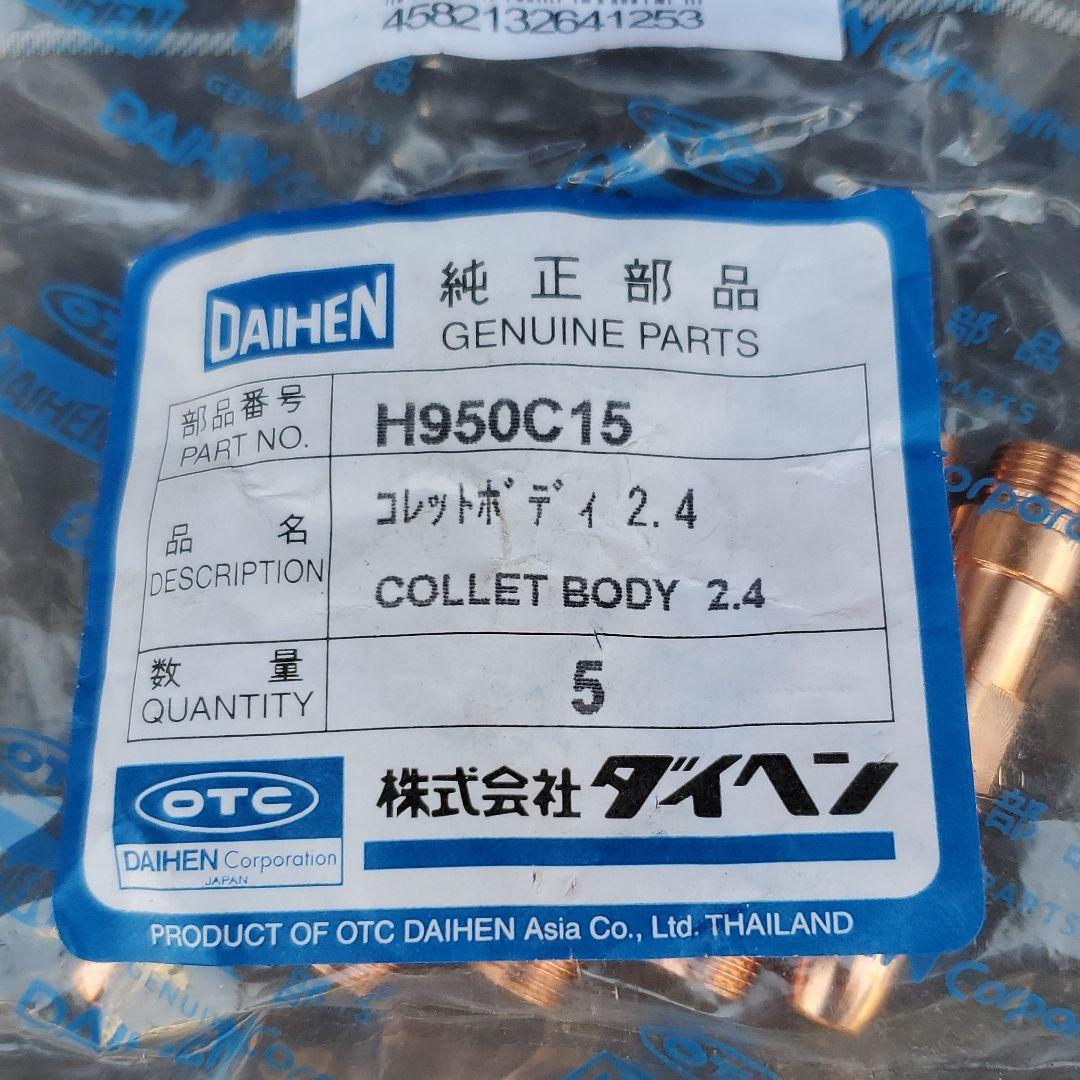 4582132641253
DAIHEN
純正部品
GENUINE PARTS
部品番号
PART NO.
H950C15
品名
DESCRIPTION
コレットボディ 2.4
COLLET BODY 2.4
数量
QUANTITY
5
OTC
DAIHEN Corporation
JAPAN
株式会社ダイヘン
PRODUCT OF OTC DAIHEN Asia Co., Ltd. THAILAND